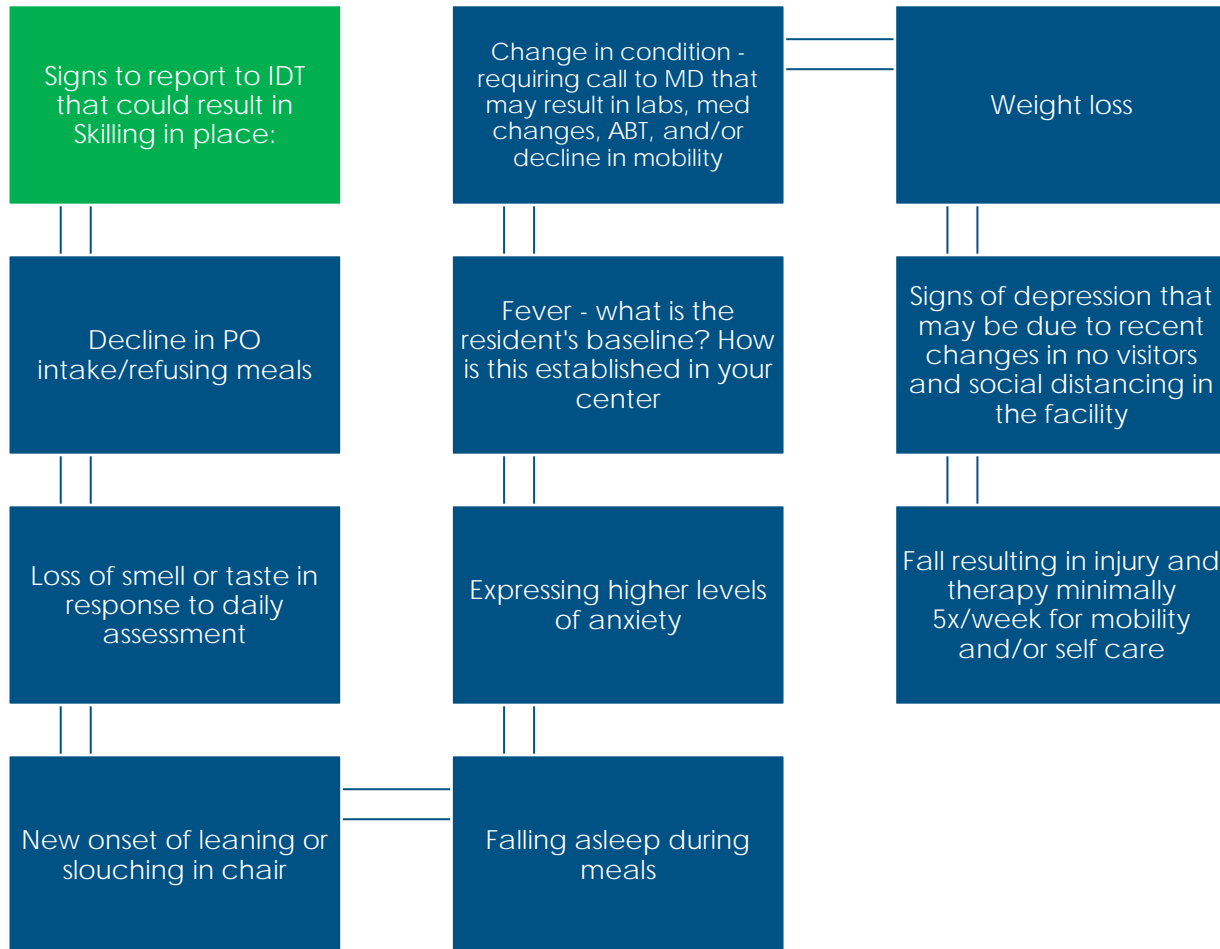 Signs to report to IDT
that could result in
Skilling in place:
Decline in PO
intake/refusing meals
Loss of smell or taste in
response to daily
assessment
New onset of leaning or
slouching in chair
Falling asleep during
meals
Expressing higher levels
of anxiety
Fever - what is the
resident's baseline? How
is this established in your
center
Change in condition -
requiring call to MD that
may result in labs, med
changes, ABT, and/or
decline in mobility
Weight loss
Signs of depression that
may be due to recent
changes in no visitors
and social distancing in
the facility
Fall resulting in injury and
therapy minimally
5x/week for mobility
and/or self care